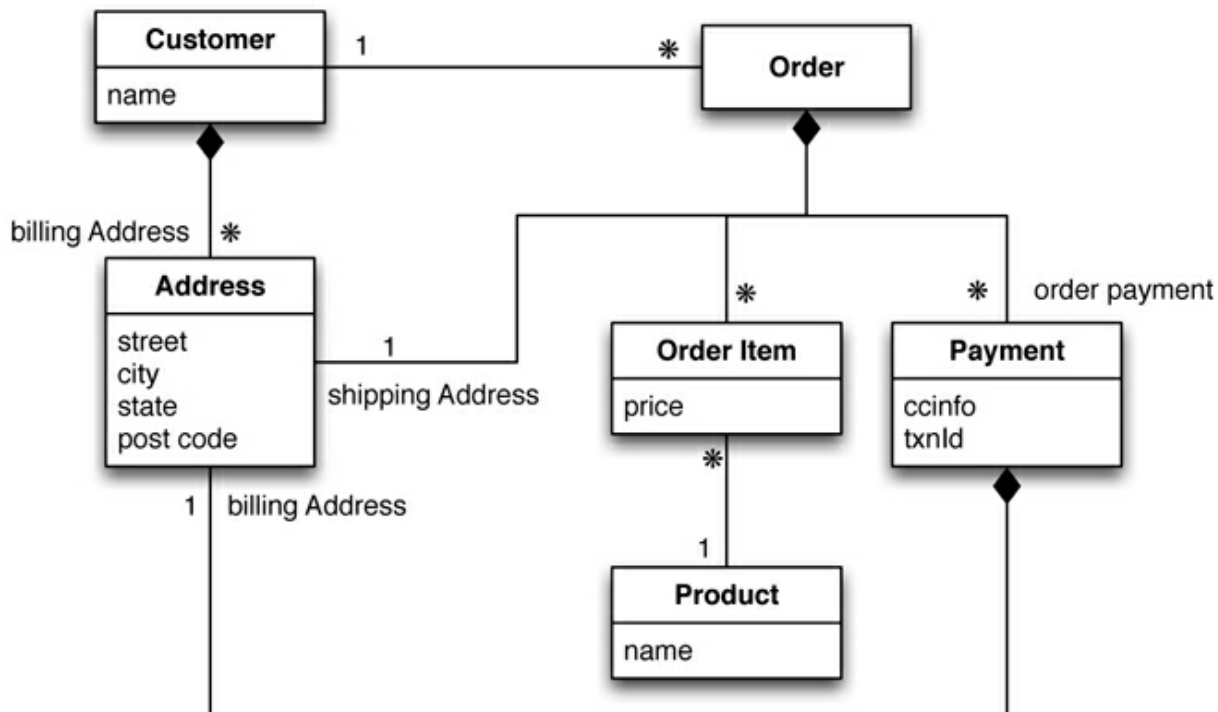 Customer
name
1
*
Order
billing Address
*
Address
street
city
state
post code
1
shipping Address
*
Order Item
price
*
order payment
Payment
ccinfo
txnId
*
1
Product
name
1
billing Address